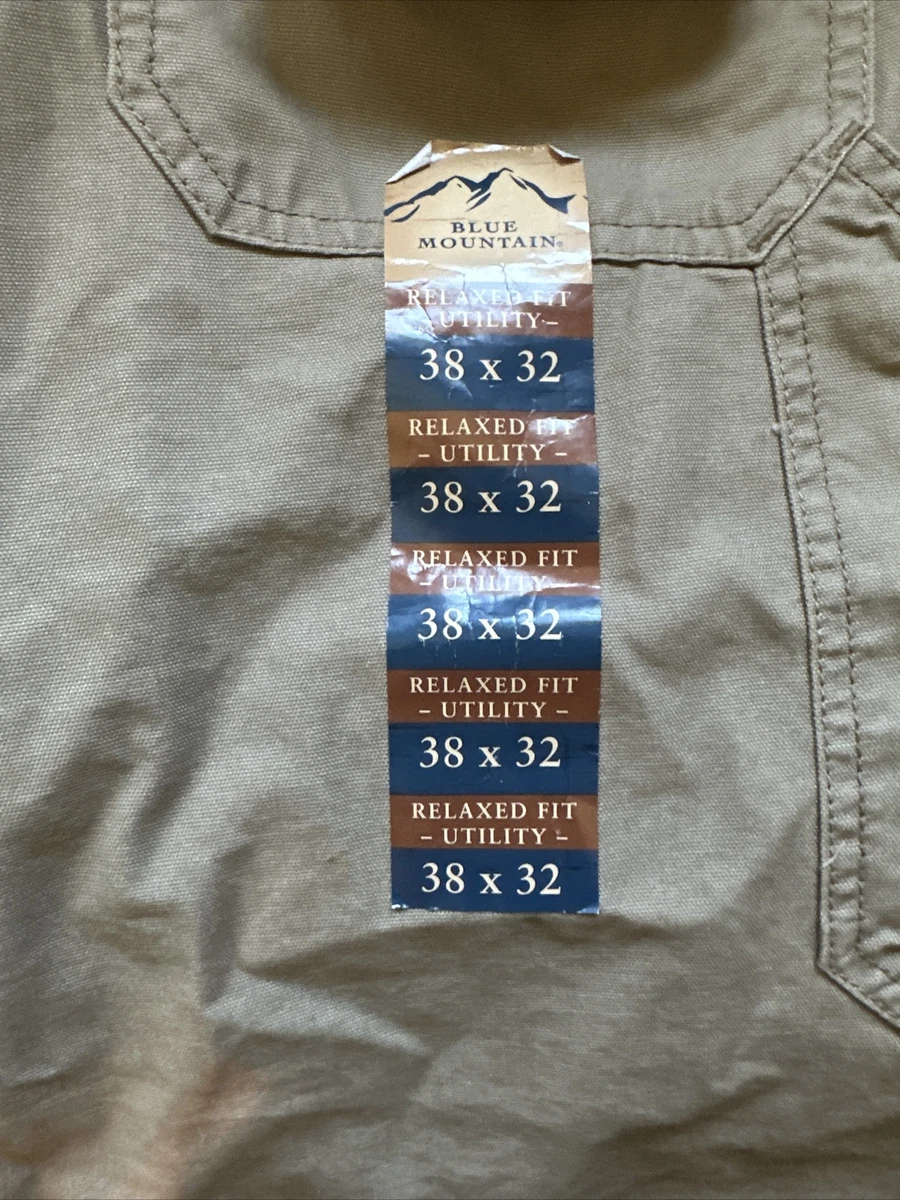 BLUE
MOUNTAIN®
RELAXED FIT
- UTILITY -
38 x 32
RELAXED FIT
- UTILITY -
38 x 32
RELAXED FIT
- UTILITY -
38 x 32
RELAXED FIT
- UTILITY -
38 x 32
RELAXED FIT
- UTILITY -
38 x 32